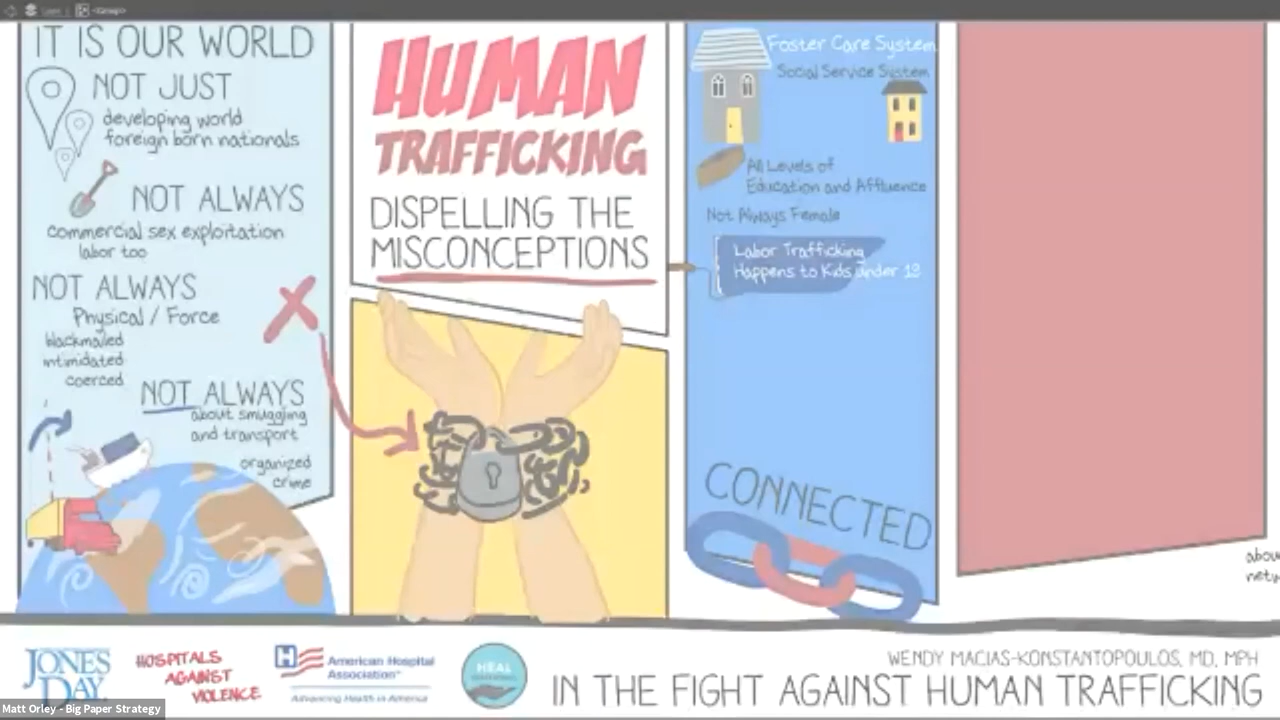 IT IS OUR WORLD
NOT JUST
developing world
foreign born nationals
NOT ALWAYS
commercial sex exploitation
labor too
NOT ALWAYS
Physical / Force
blackmailed
intimidated
coerced
NOT ALWAYS
about smuggling
and transport
organized
crime
HUMAN
TRAFFICKING
DISPELLING THE
MISCONCEPTIONS
Foster Care System
Social Service System
All Levels of
Education and Affluence
Not Always Female
Labor Trafficking
Happens to Kids under 18
CONNECTED
JONES
DAY
HOSPITALS
AGAINST
VIOLENCE
H
American Hospital
Association
Advancing Health in America
HEAL
WENDY MACIAS-KONSTANTOPOULOS, MD, MPH
IN THE FIGHT AGAINST HUMAN TRAFFICKING
Matt Orley - Big Paper Strategy